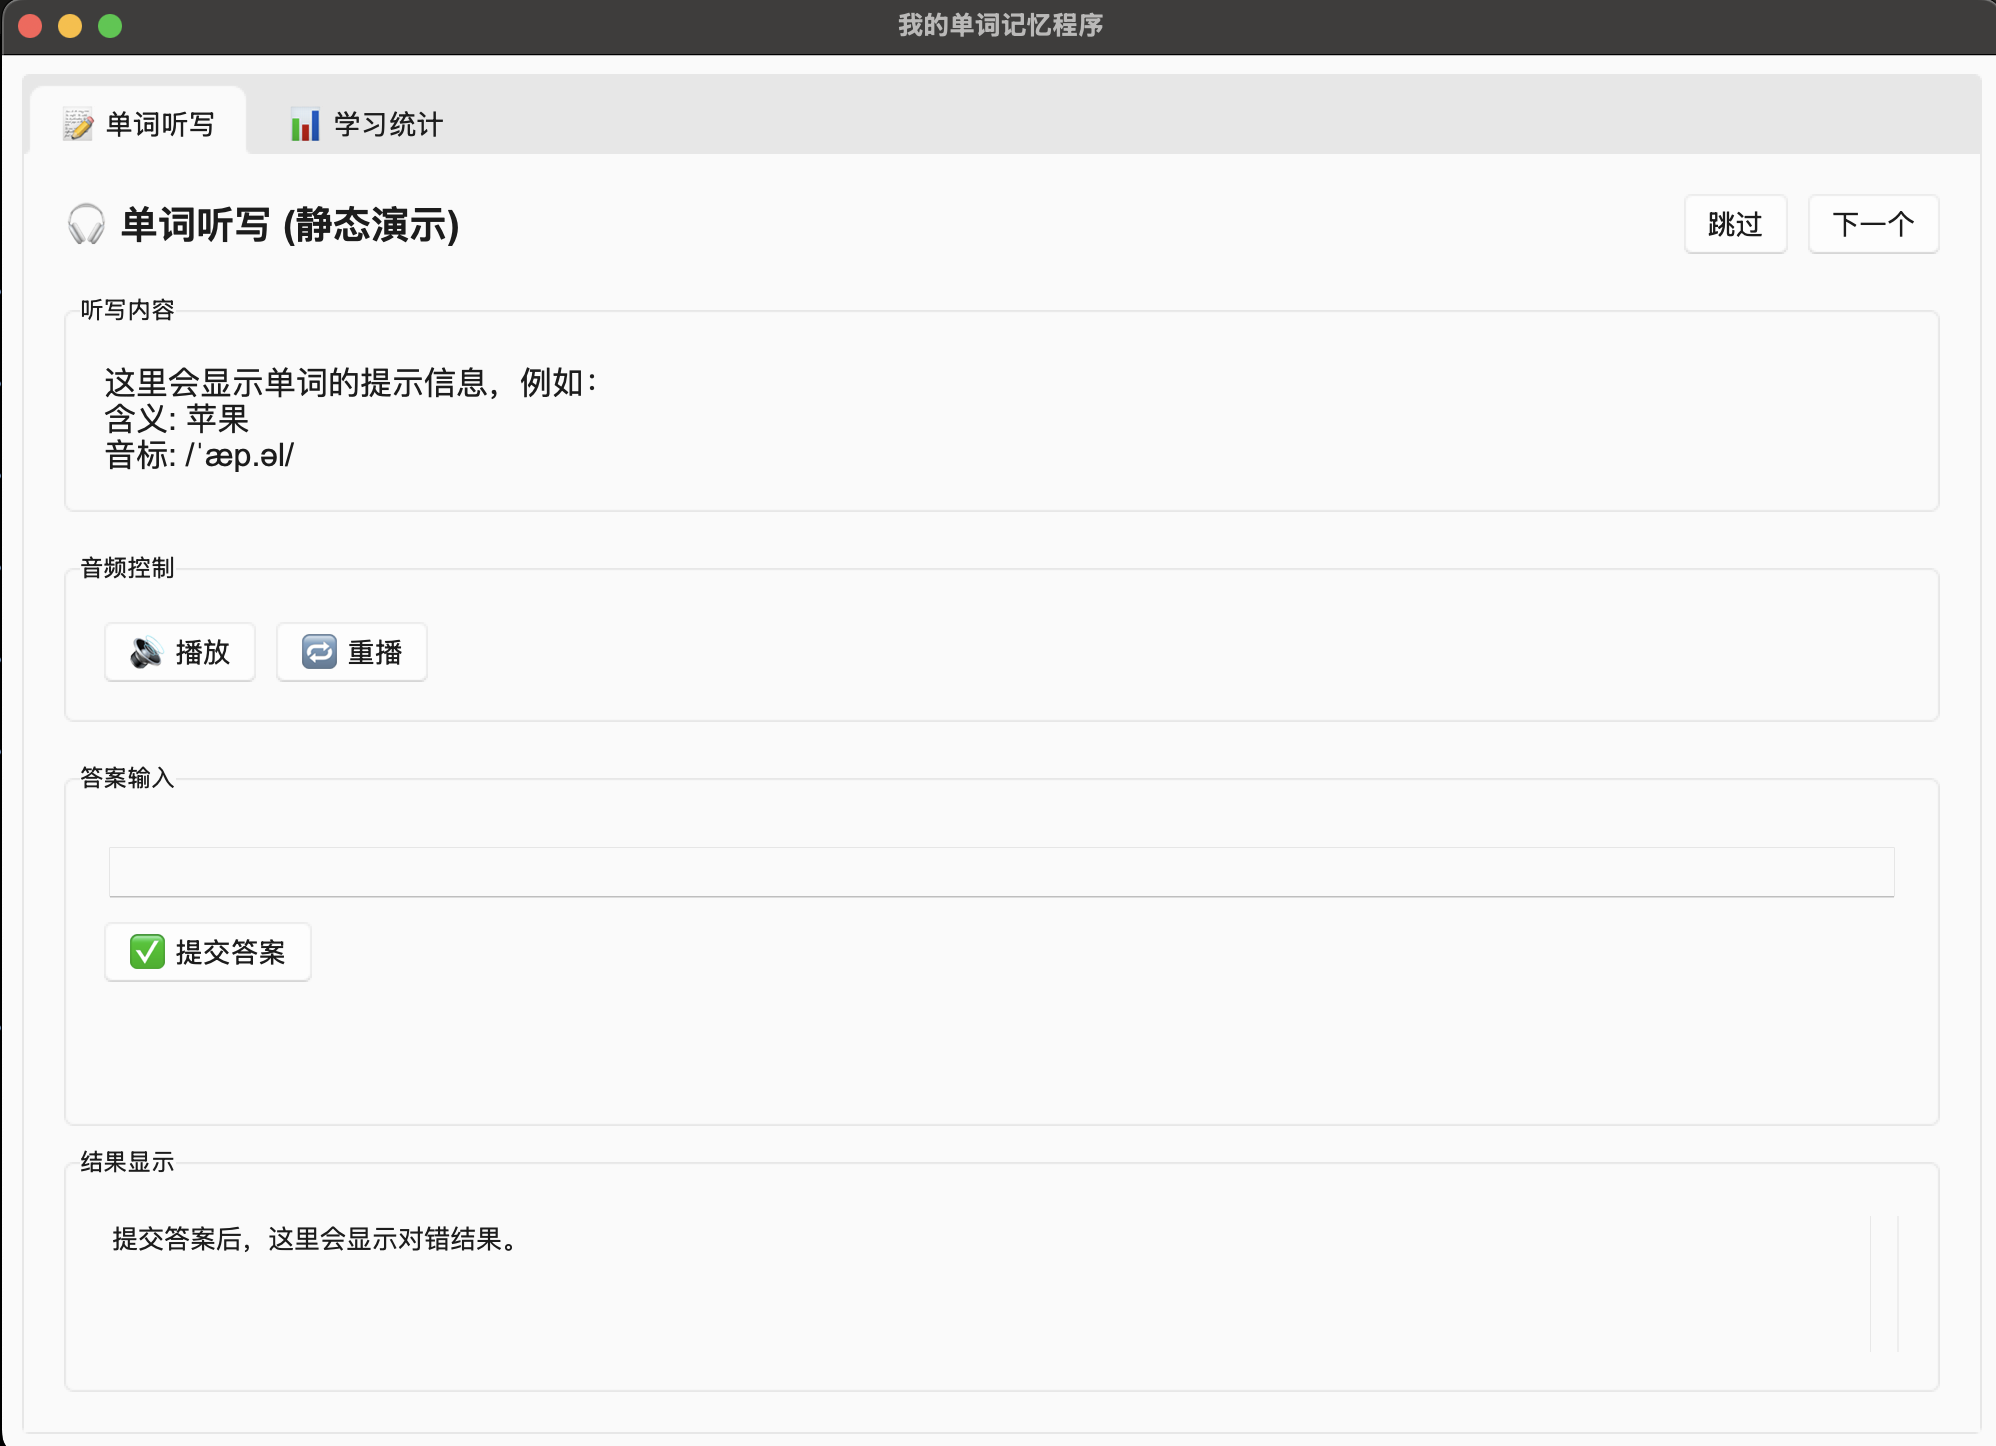 我的单词记忆程序
单词听写
学习统计
单词听写 (静态演示)
跳过
下一个
听写内容
这里会显示单词的提示信息，例如：
含义: 苹果
音标: /ˈæp.əl/
音频控制
播放
重播
答案输入
提交答案
结果显示
提交答案后，这里会显示对错结果。